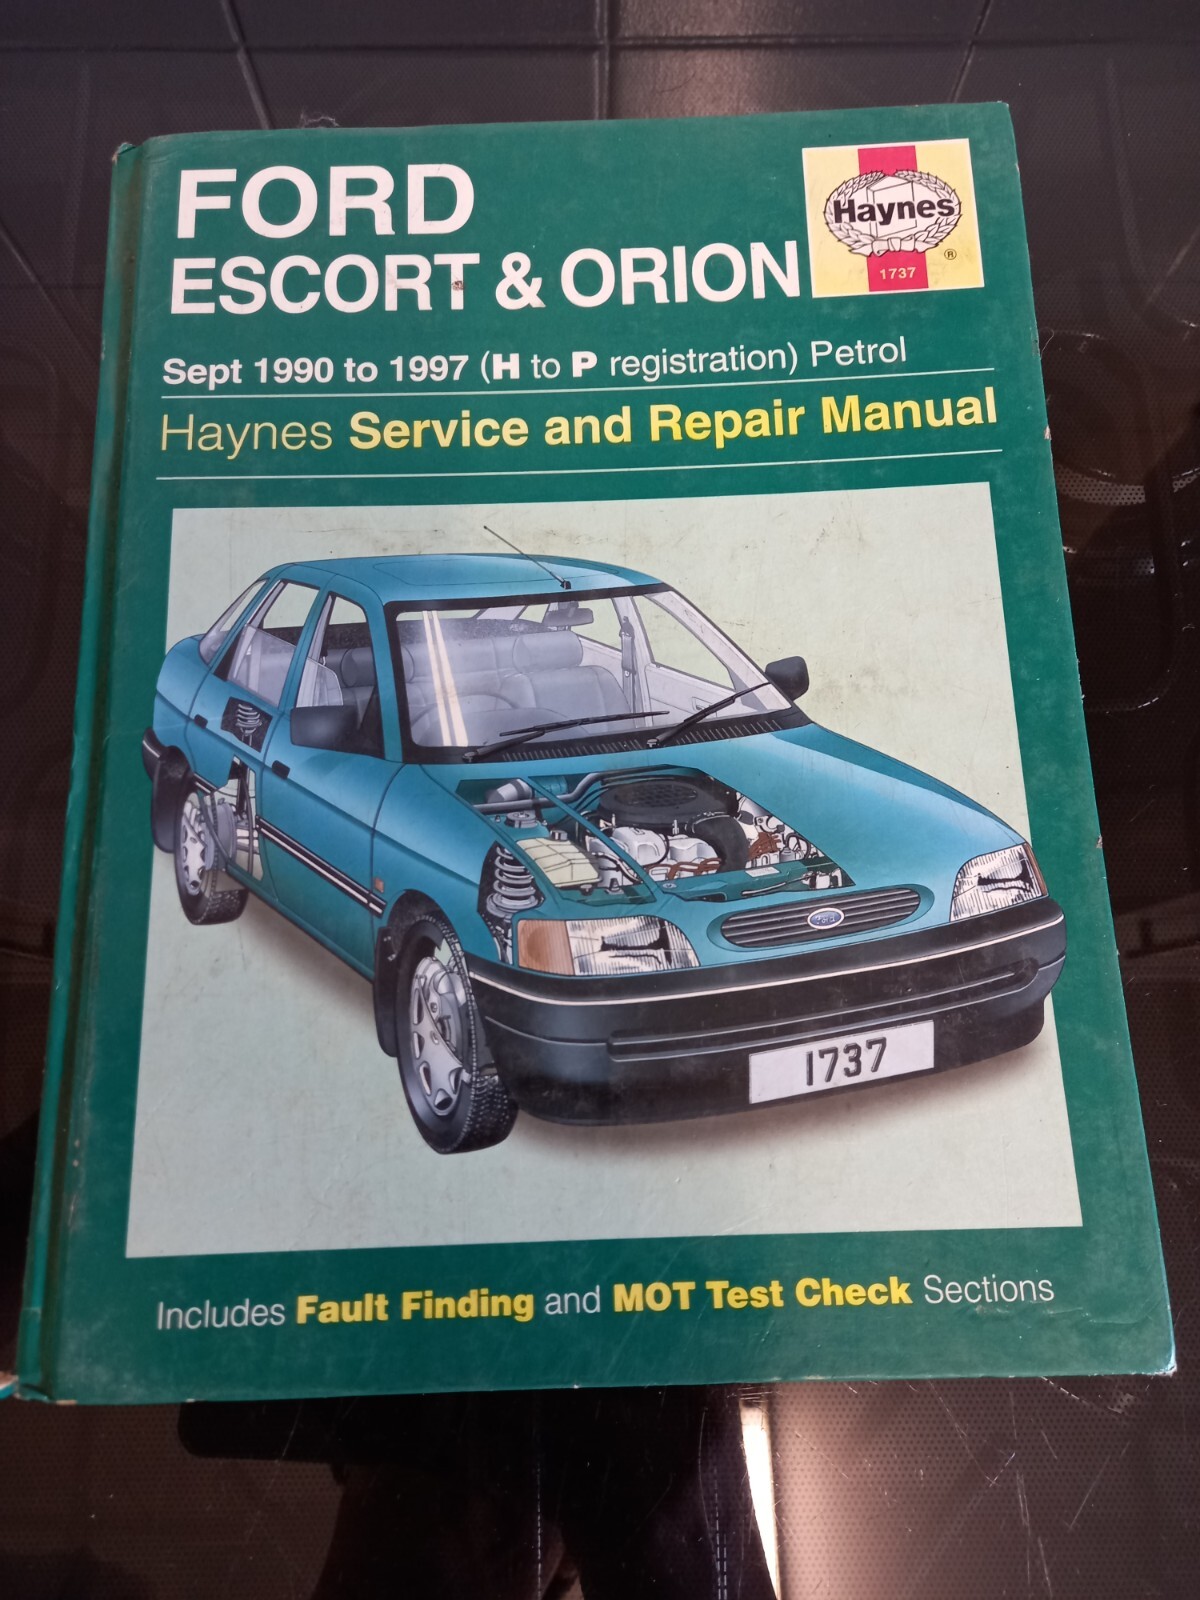 FORD
ESCORT & ORION
Haynes
®
1737
Sept 1990 to 1997 (H to P registration) Petrol
Haynes Service and Repair Manual
Ford
1737
Includes Fault Finding and MOT Test Check Sections